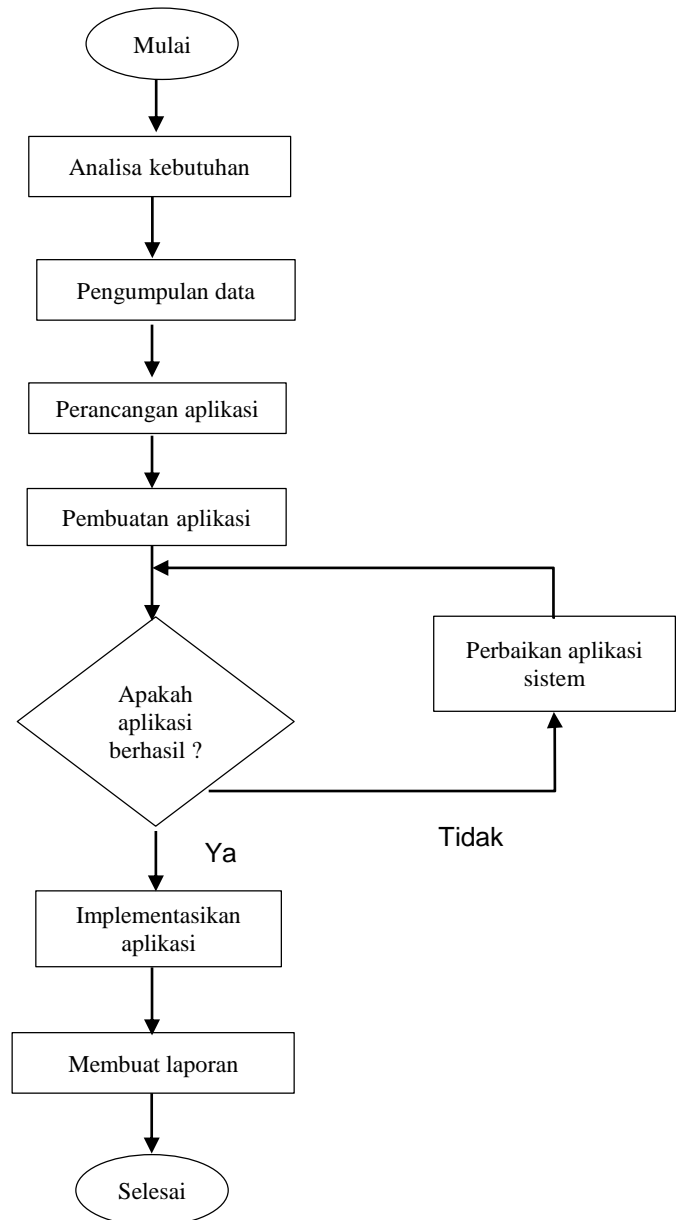 Mulai
Analisa kebutuhan
Pengumpulan data
Perancangan aplikasi
Pembuatan aplikasi
Apakah
aplikasi
berhasil ?
Perbaikan aplikasi
sistem
Tidak
Ya
Implementasikan
aplikasi
Membuat laporan
Selesai